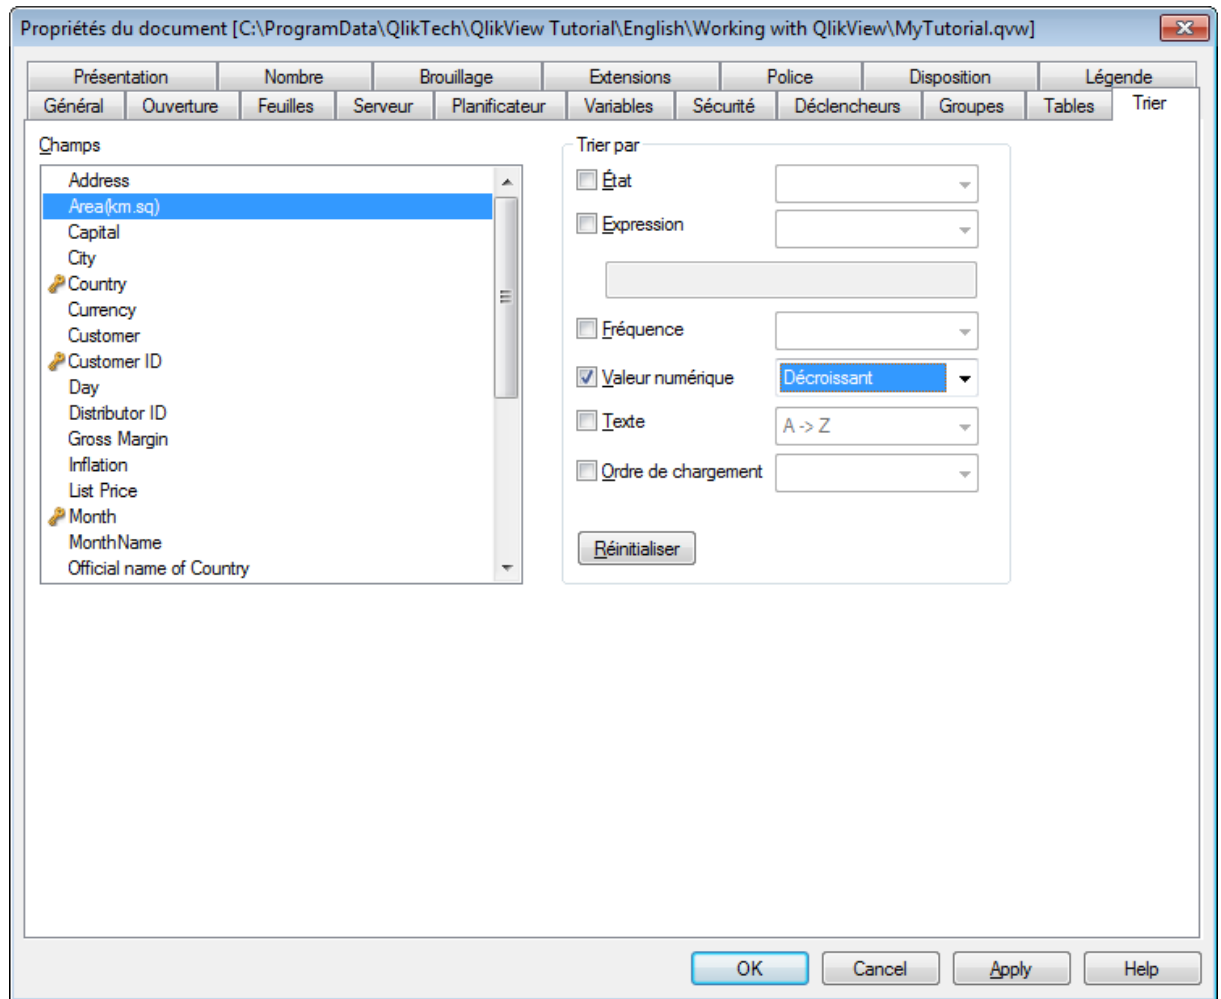 Propriétés du document [C:\ProgramData\QlikTech\QlikView Tutorial\English\Working with QlikView\MyTutorial.qvw]
Présentation Nombre Brouillage Extensions Police Disposition Légende
Général Ouverture Feuilles Serveur Planificateur Variables Sécurité Déclencheurs Groupes Tables Trier
Champs
Address
Area(km.sq)
Capital
City
Country
Currency
Customer
Customer ID
Day
Distributor ID
Gross Margin
Inflation
List Price
Month
MonthName
Official name of Country
Trier par
État
Expression
Fréquence
Valeur numérique Décroissant
Texte A -> Z
Ordre de chargement
Réinitialiser
OK Cancel Apply Help